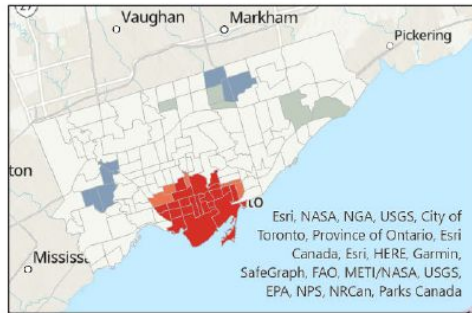 27
Vaughan
Markham
Pickering
ton
to
Mississ
Esri, NASA, NGA, USGS, City of
Toronto, Province of Ontario, Esri
Canada, Esri, HERE, Garmin,
SafeGraph, FAO, METI/NASA, USGS,
EPA, NPS, NRCan, Parks Canada